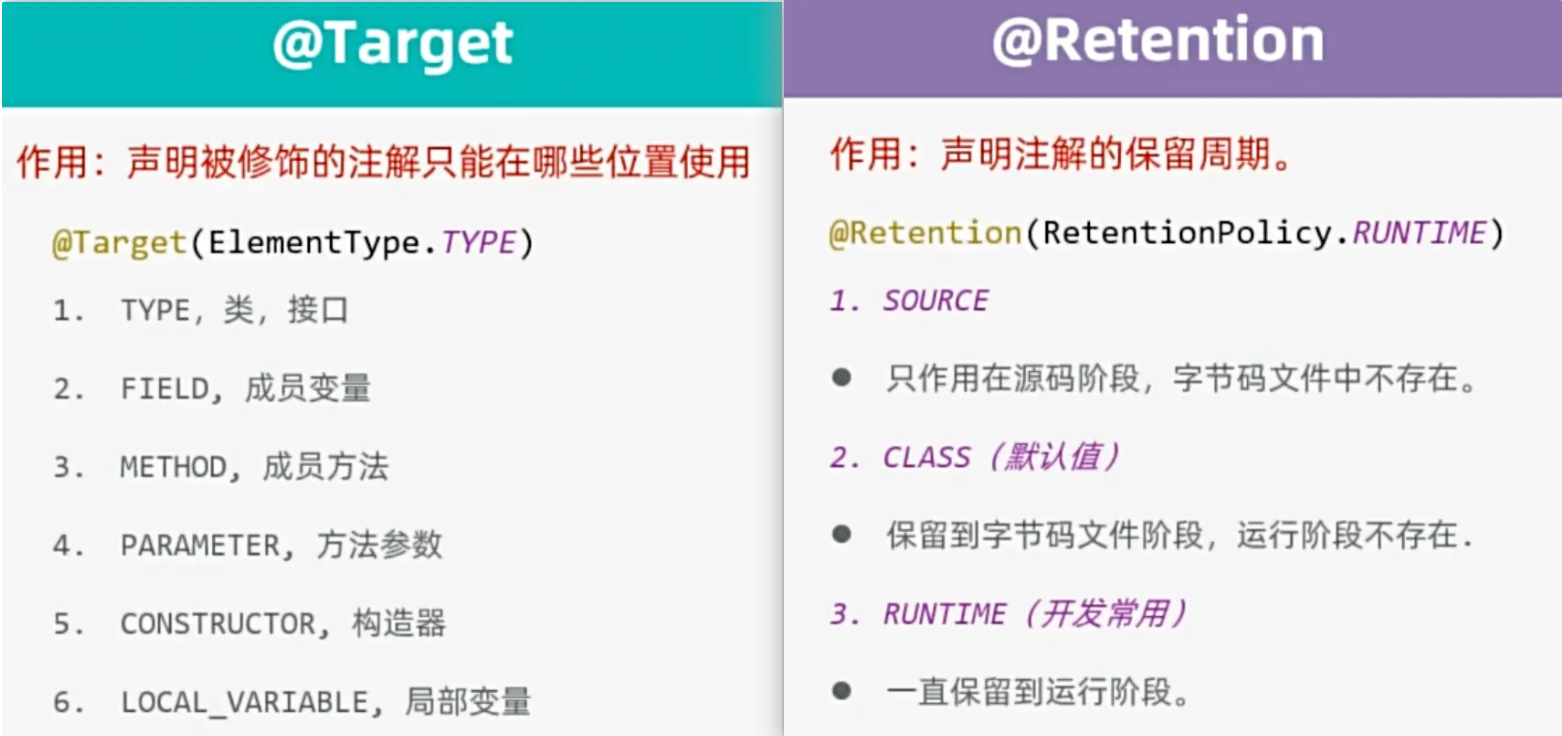 @Target
作用：声明被修饰的注解只能在哪些位置使用
@Target(ElementType.TYPE)
1. TYPE，类，接口
2. FIELD, 成员变量
3. METHOD, 成员方法
4. PARAMETER, 方法参数
5. CONSTRUCTOR, 构造器
6. LOCAL_VARIABLE, 局部变量
@Retention
作用：声明注解的保留周期。
@Retention(RetentionPolicy.RUNTIME)
1. SOURCE
● 只作用在源码阶段，字节码文件中不存在。
2. CLASS（默认值）
● 保留到字节码文件阶段，运行阶段不存在.
3. RUNTIME（开发常用）
● 一直保留到运行阶段。